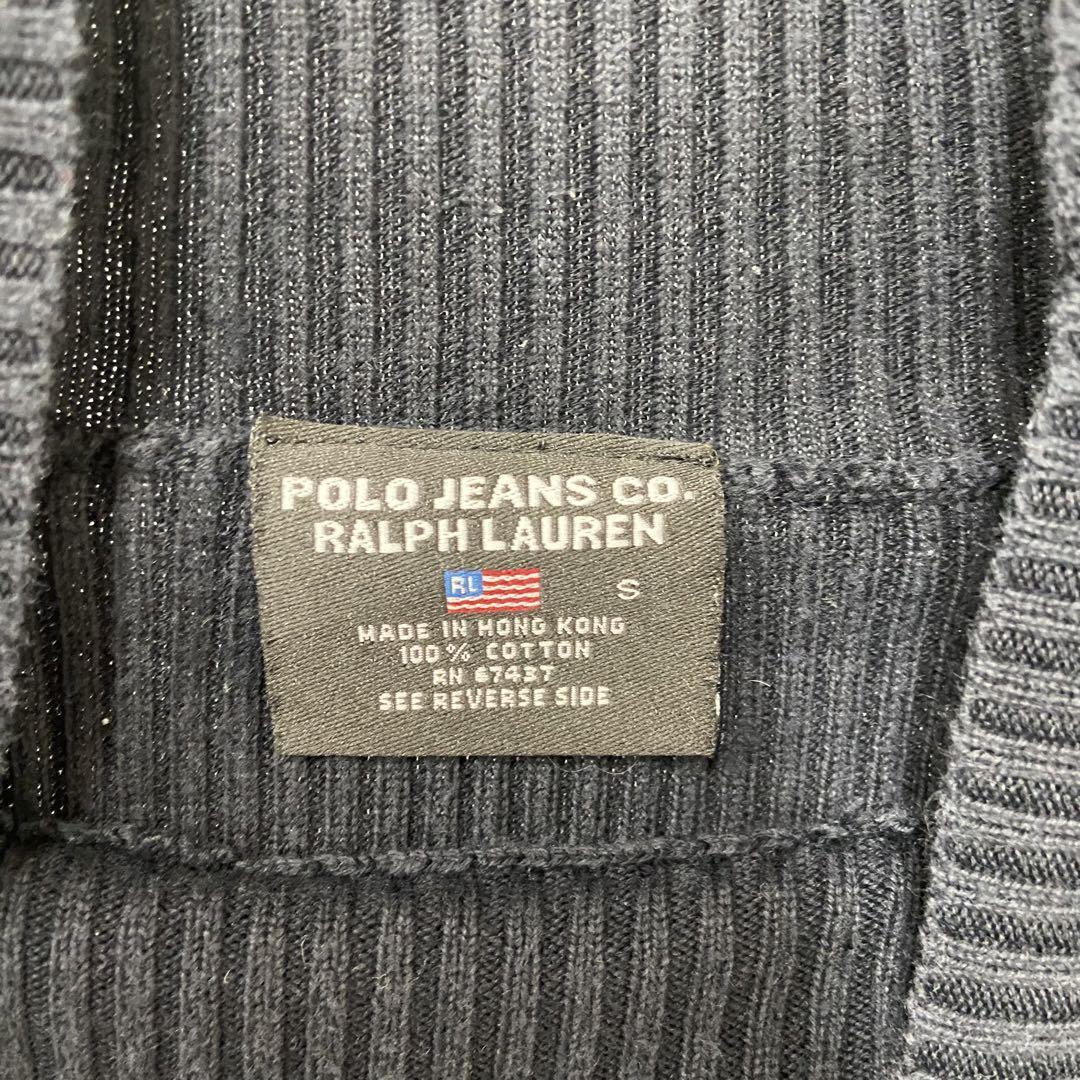 POLO JEANS CO.
RALPH LAUREN
RL S
MADE IN HONG KONG
100% COTTON
RN 67437
SEE REVERSE SIDE